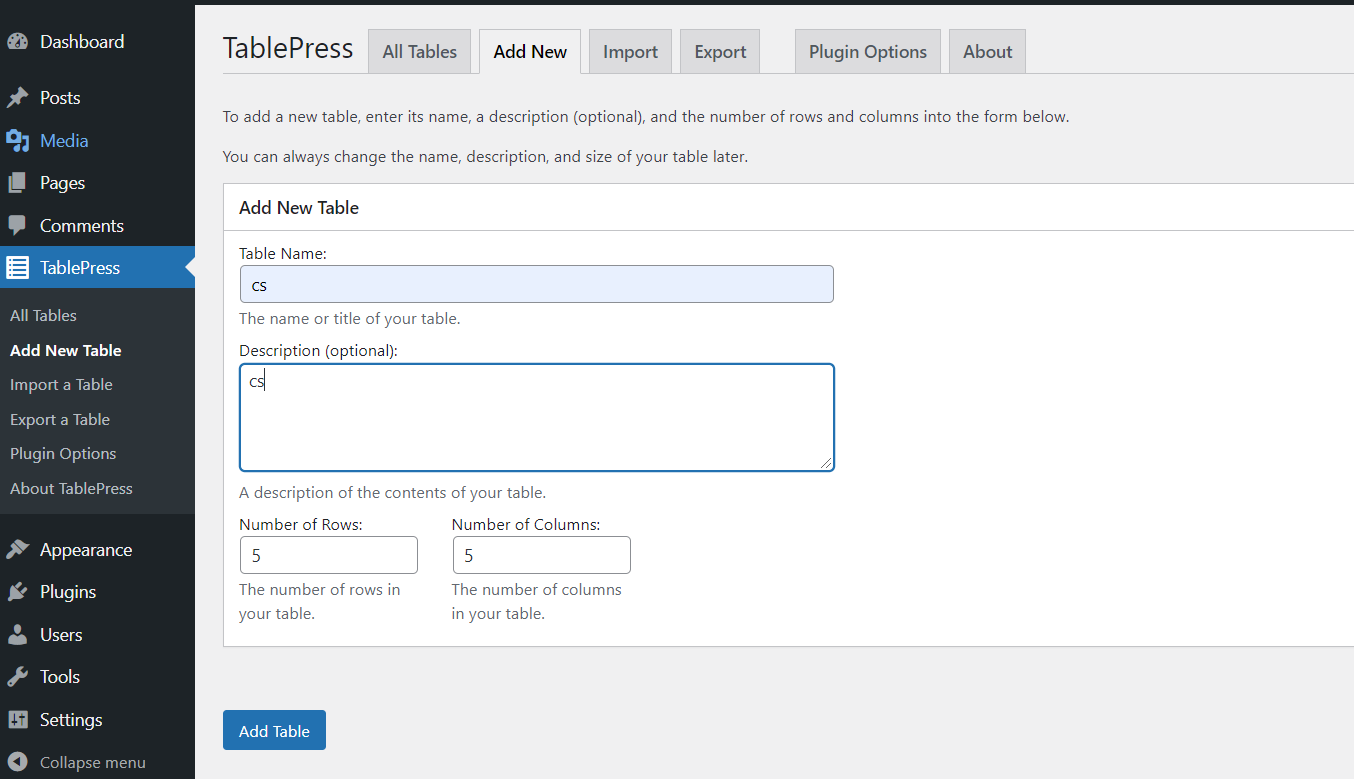 Dashboard
Posts
Media
Pages
Comments
TablePress
All Tables
Add New Table
Import a Table
Export a Table
Plugin Options
About TablePress
Appearance
Plugins
Users
Tools
Settings
Collapse menu
TablePress All Tables Add New Import Export Plugin Options About
To add a new table, enter its name, a description (optional), and the number of rows and columns into the form below.
You can always change the name, description, and size of your table later.
Add New Table
Table Name:
cs
The name or title of your table.
Description (optional):
cs
A description of the contents of your table.
Number of Rows: Number of Columns:
5 5
The number of rows in The number of columns
your table. in your table.
Add Table